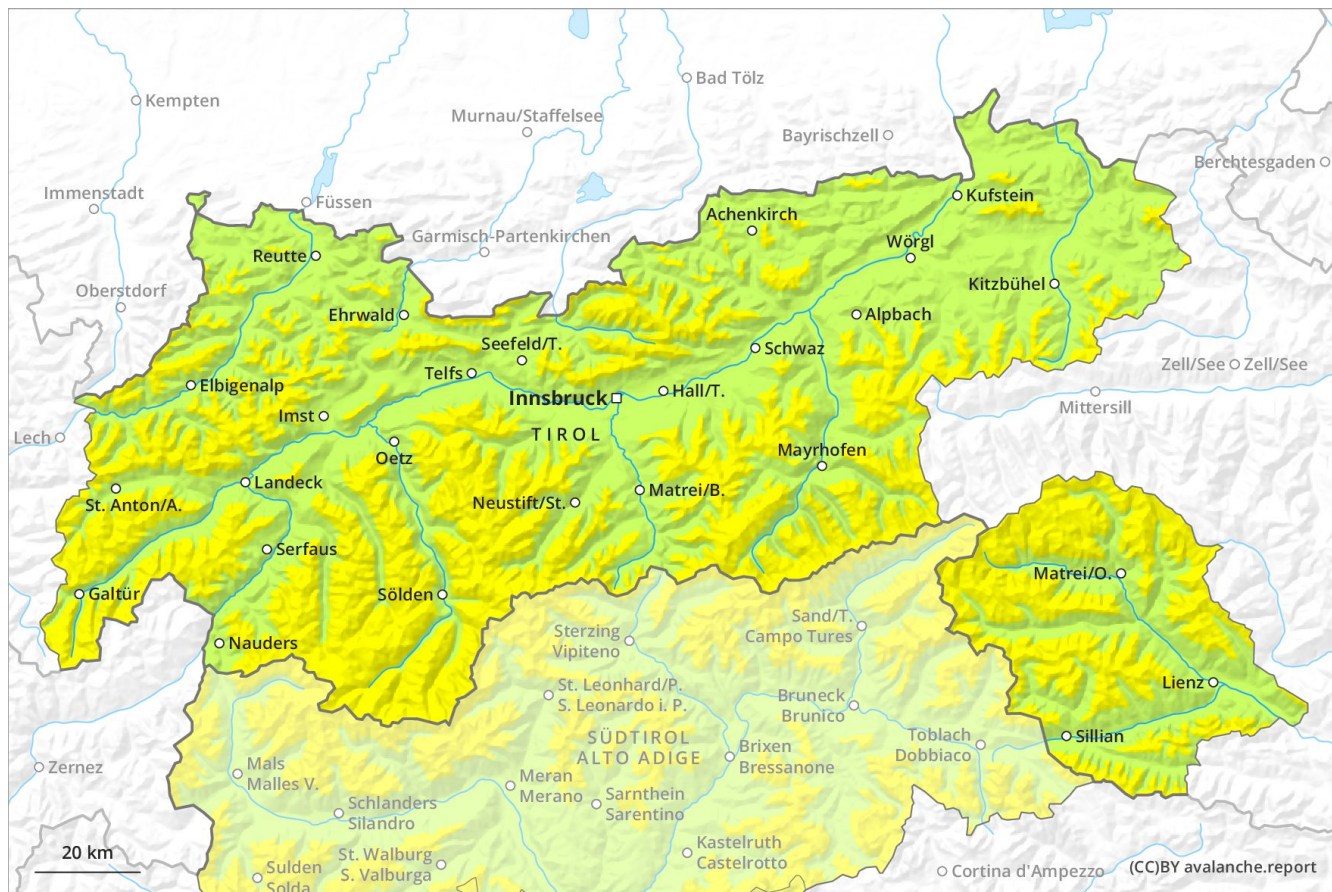 Kempten
Bad Tölz
Murnau/Staffelsee
Bayrischzell
Berchtesgaden
Immenstadt
Füssen
Kufstein
Achenkirch
Garmisch-Partenkirchen
Wörgl
Reutte
Kitzbühel
Oberstdorf
Ehrwald
Alpbach
Seefeld/T.
Schwaz
Zell/See
Zell/See
Telfs
Elbigenalp
Hall/T.
Innsbruck
Mittersill
Imst
TIROL
Lech
Oetz
Mayrhofen
Landeck
Matrei/B.
St. Anton/A.
Neustift/St.
Serfaus
Matrei/O.
Galtür
Sölden
Sand/T.
Campo Tures
Sterzing
Vipiteno
Nauders
Lienz
St. Leonhard/P.
S. Leonardo i. P.
Bruneck
Brunico
SÜDTIROL
ALTO ADIGE
Sillian
Toblach
Dobbiaco
Brixen
Bressanone
Zernez
Mals
Malles V.
Meran
Merano
Sarnthein
Sarentino
Schlanders
Silandro
20 km
Kastelruth
Castelrotto
St. Walburg
S. Valburga
Sulden
Solda
Cortina d'Ampezzo
(CC)BY avalanche.report